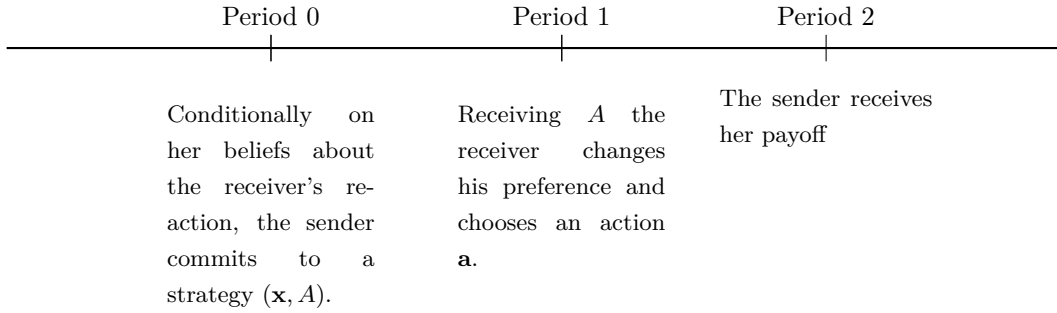 Period 0
Period 1
Period 2
Conditionally on
her beliefs about
the receiver's re-
action, the sender
commits to a
strategy (x, A).
Receiving A the
receiver changes
his preference and
chooses an action
a.
The sender receives
her payoff